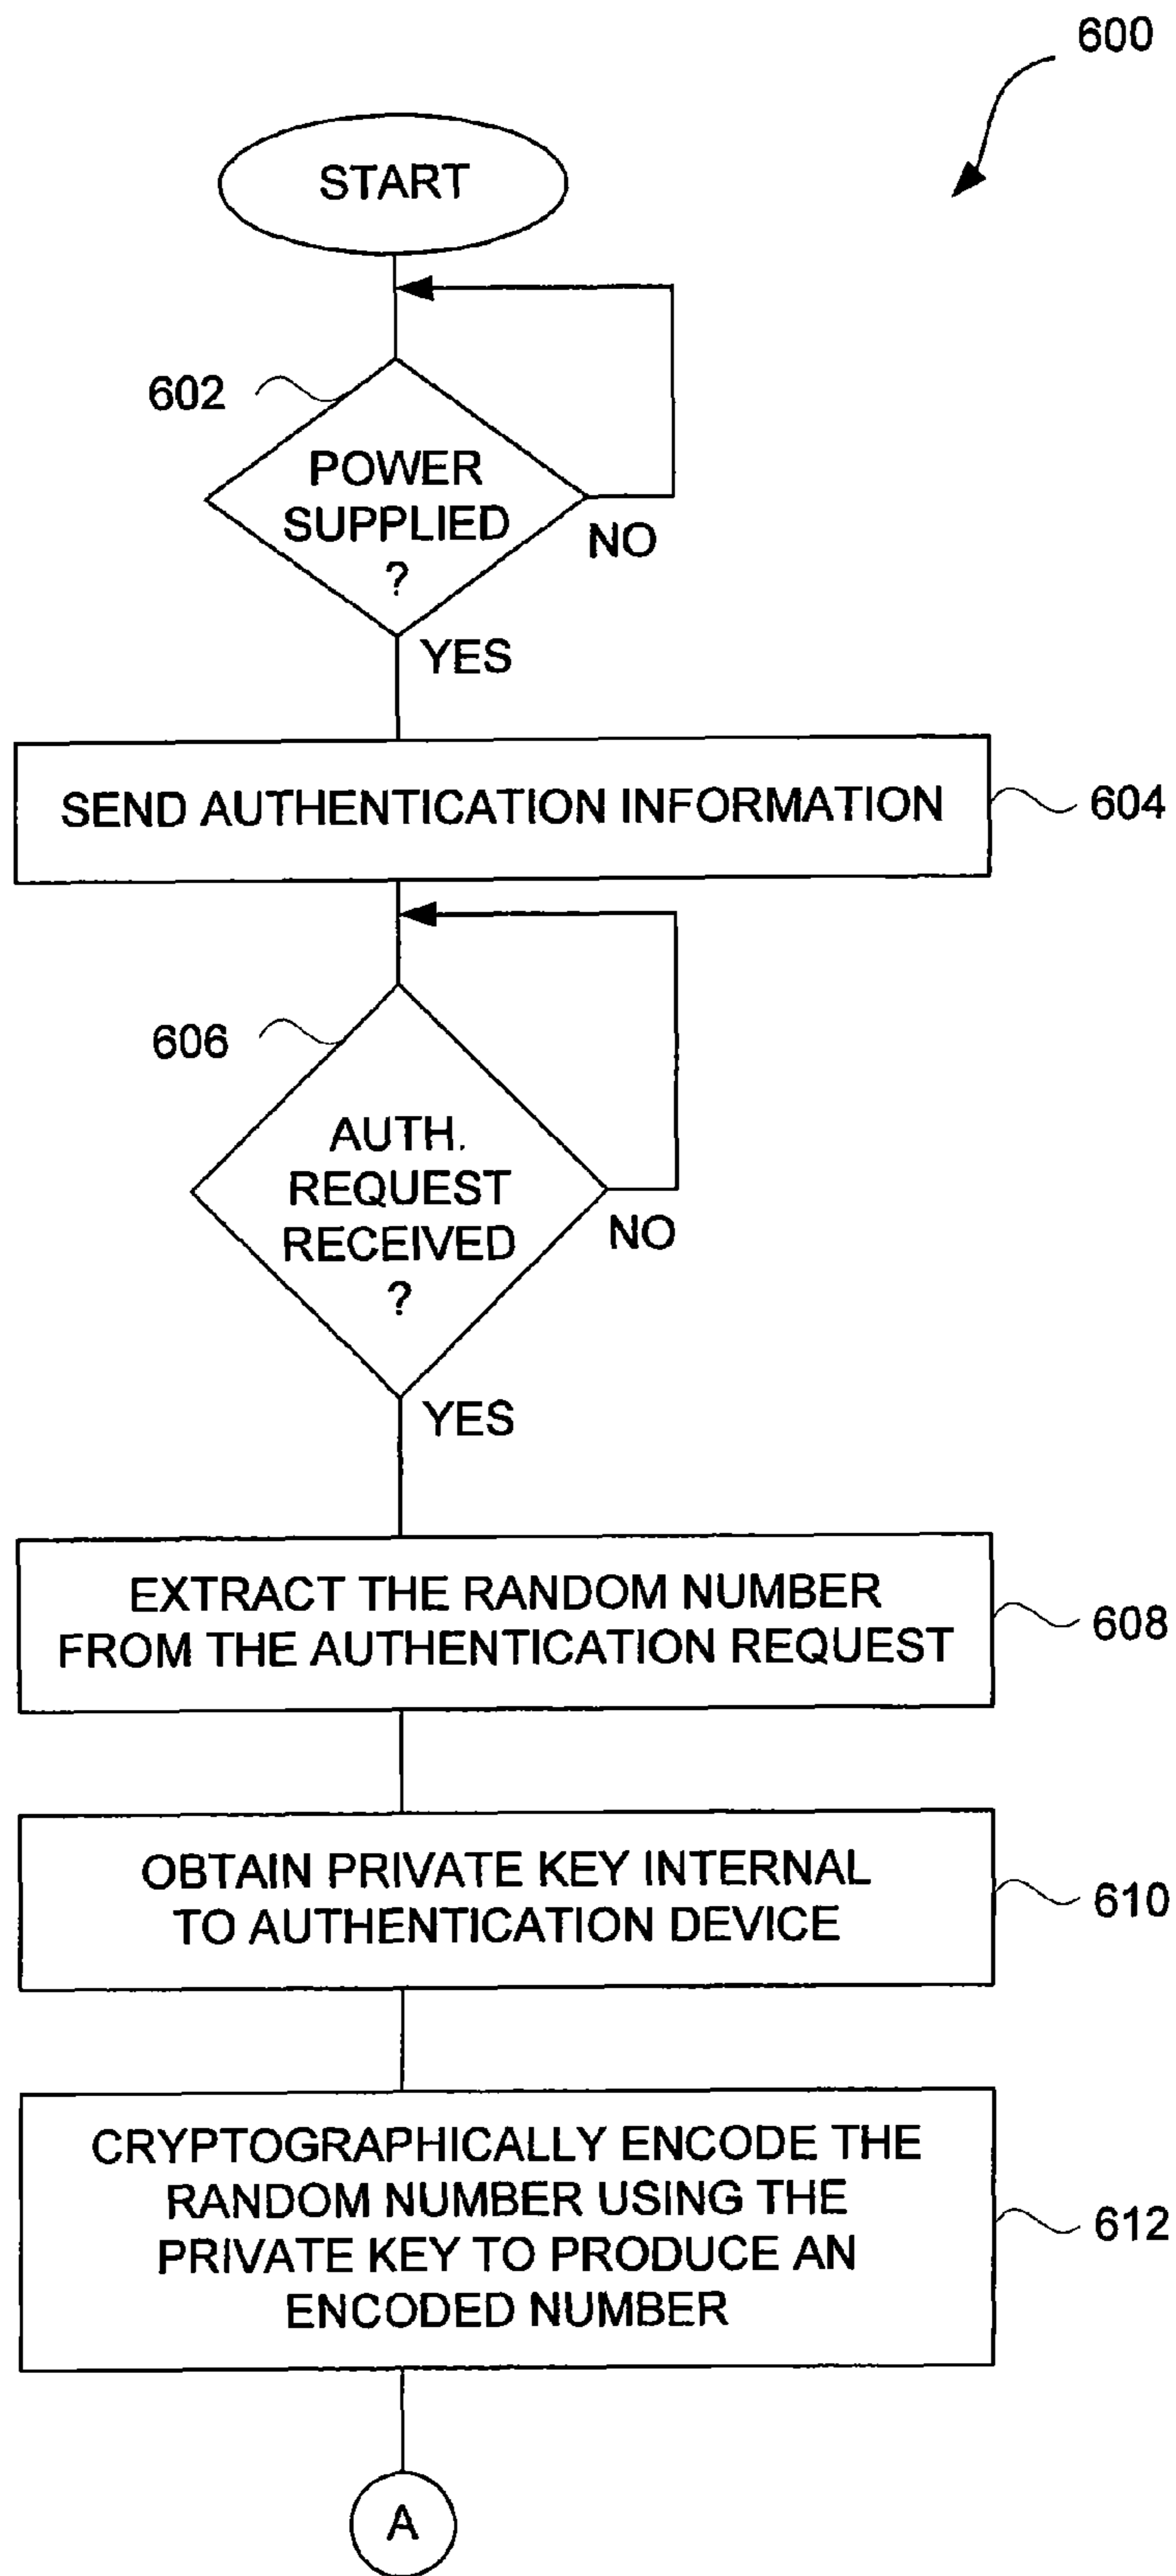 600
START
602
POWER
SUPPLIED
?
NO
YES
SEND AUTHENTICATION INFORMATION
604
606
AUTH.
REQUEST
RECEIVED
?
NO
YES
EXTRACT THE RANDOM NUMBER
FROM THE AUTHENTICATION REQUEST
608
OBTAIN PRIVATE KEY INTERNAL
TO AUTHENTICATION DEVICE
610
CRYPTOGRAPHICALLY ENCODE THE
RANDOM NUMBER USING THE
PRIVATE KEY TO PRODUCE AN
ENCODED NUMBER
612
A